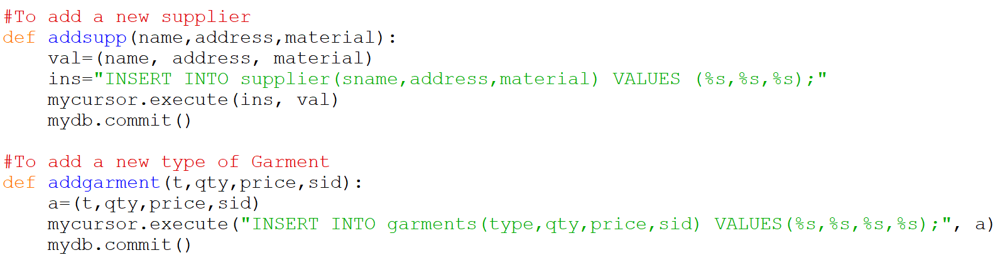 #To add a new supplier
def addsupp(name,address,material):
    val=(name, address, material)
    ins="INSERT INTO supplier(sname,address,material) VALUES (%s,%s,%s);"
    mycursor.execute(ins, val)
    mydb.commit()

#To add a new type of Garment
def addgarment(t,qty,price,sid):
    a=(t,qty,price,sid)
    mycursor.execute("INSERT INTO garments(type,qty,price,sid) VALUES(%s,%s,%s,%s);", a)
    mydb.commit()